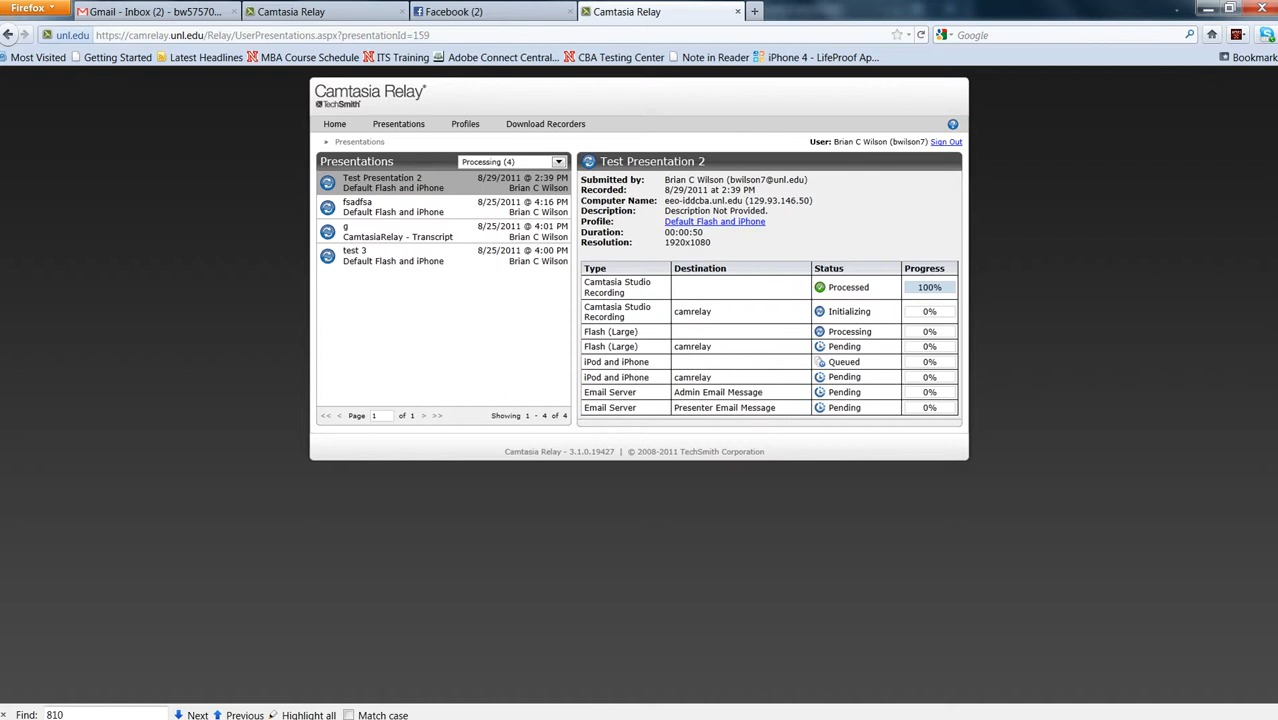 Firefox
Gmail - Inbox (2) - bw57570...
Camtasia Relay
Facebook (2)
Camtasia Relay
unl.edu https://camrelay.unl.edu/Relay/UserPresentations.aspx?presentationId=159
Google
Most Visited Getting Started Latest Headlines MBA Course Schedule ITS Training Adobe Connect Central... CBA Testing Center Note in Reader iPhone 4 - LifeProof Ap... Bookmark
Camtasia Relay
TechSmith
Home Presentations Profiles Download Recorders
» Presentations
User: Brian C Wilson (bwilson7) Sign Out
Presentations Processing (4)
Test Presentation 2 8/29/2011 @ 2:39 PM
Default Flash and iPhone Brian C Wilson
fsadfsa 8/25/2011 @ 4:16 PM
Default Flash and iPhone Brian C Wilson
g 8/25/2011 @ 4:01 PM
CamtasiaRelay - Transcript Brian C Wilson
test 3 8/25/2011 @ 4:00 PM
Default Flash and iPhone Brian C Wilson
<< < Page 1 of 1 > >> Showing 1 - 4 of 4
Test Presentation 2
Submitted by: Brian C Wilson (bwilson7@unl.edu)
Recorded: 8/29/2011 at 2:39 PM
Computer Name: eeo-iddcba.unl.edu (129.93.146.50)
Description: Description Not Provided.
Profile: Default Flash and iPhone
Duration: 00:00:50
Resolution: 1920x1080
Type Destination Status Progress
Camtasia Studio Recording Processed 100%
Camtasia Studio Recording camrelay Initializing 0%
Flash (Large) Processing 0%
Flash (Large) camrelay Pending 0%
iPod and iPhone Queued 0%
iPod and iPhone camrelay Pending 0%
Email Server Admin Email Message Pending 0%
Email Server Presenter Email Message Pending 0%
Camtasia Relay - 3.1.0.19427 | © 2008-2011 TechSmith Corporation
× Find: 810 Next Previous Highlight all Match case